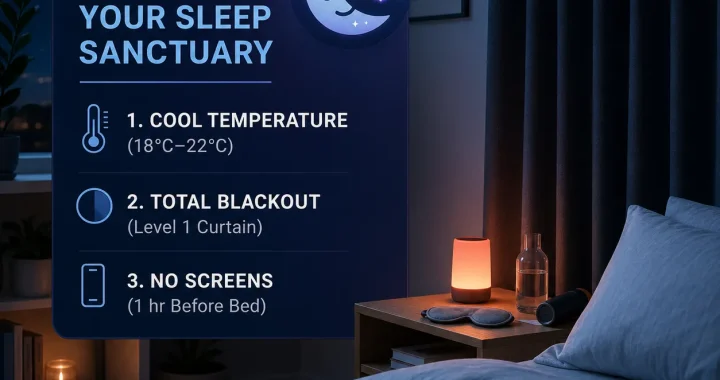 YOUR SLEEP
SANCTUARY
1. COOL TEMPERATURE
(18°C–22°C)
2. TOTAL BLACKOUT
(Level 1 Curtain)
3. NO SCREENS
(1 hr Before Bed)